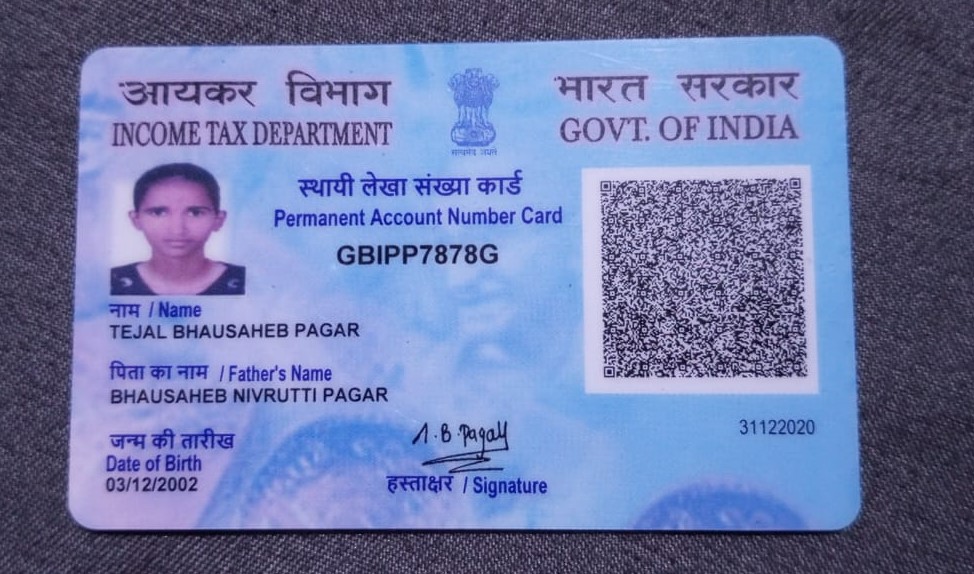 आयकर विभाग
INCOME TAX DEPARTMENT
सत्यमेव जयते
भारत सरकार
GOVT. OF INDIA
स्थायी लेखा संख्या कार्ड
Permanent Account Number Card
GBIPP7878G
नाम / Name
TEJAL BHAUSAHEB PAGAR
पिता का नाम / Father's Name
BHAUSAHEB NIVRUTTI PAGAR
जन्म की तारीख
Date of Birth
03/12/2002
हस्ताक्षर / Signature
31122020